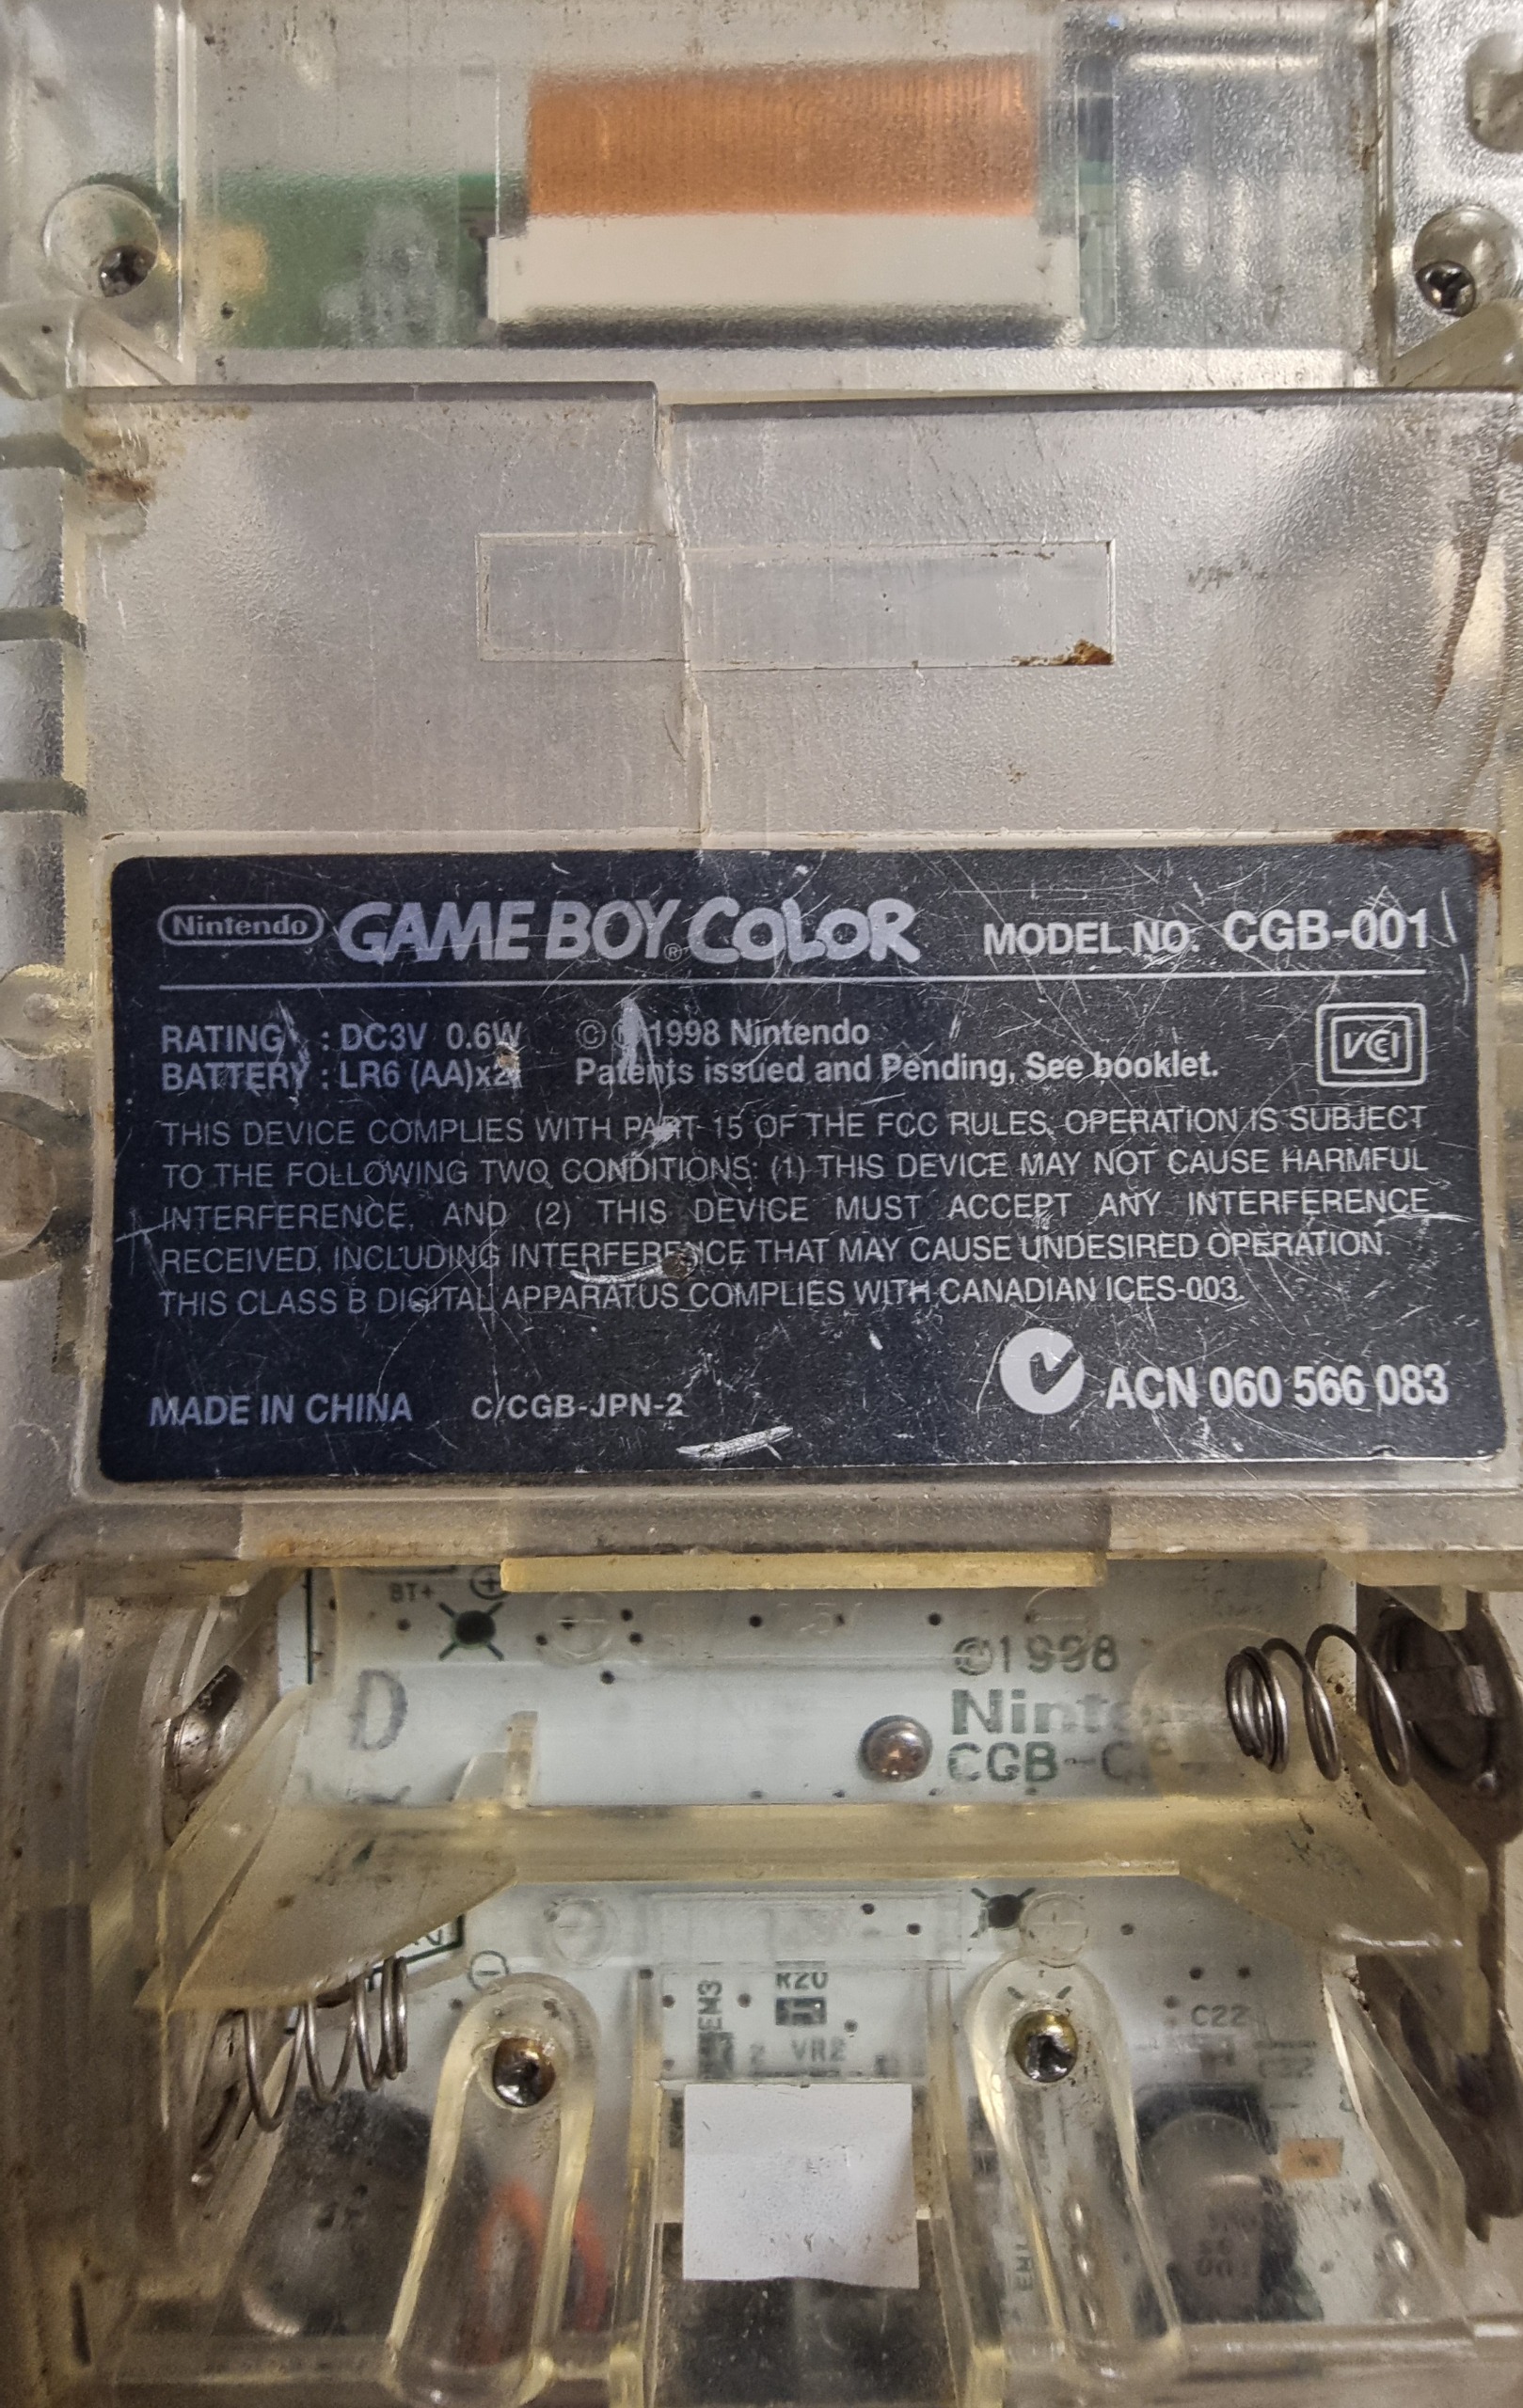 Nintendo GAME BOY COLOR MODEL NO. CGB-001
RATING : DC3V 0.6W © 1998 Nintendo
BATTERY : LR6 (AA)x2 Patents issued and Pending, See booklet.
VCI
THIS DEVICE COMPLIES WITH PART 15 OF THE FCC RULES. OPERATION IS SUBJECT
TO THE FOLLOWING TWO CONDITIONS: (1) THIS DEVICE MAY NOT CAUSE HARMFUL
INTERFERENCE, AND (2) THIS DEVICE MUST ACCEPT ANY INTERFERENCE
RECEIVED, INCLUDING INTERFERENCE THAT MAY CAUSE UNDESIRED OPERATION.
THIS CLASS B DIGITAL APPARATUS COMPLIES WITH CANADIAN ICES-003.
MADE IN CHINA C/CGB-JPN-2 ACN 060 566 083
BT+
©1998
D
R20
EM3
VR2
C22